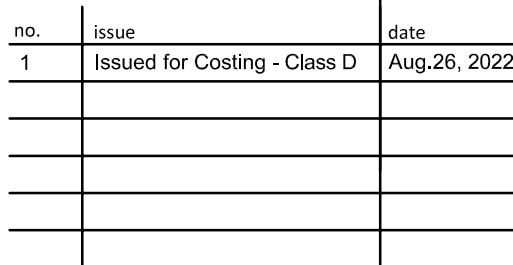 no. issue date
1 Issued for Costing - Class D Aug.26, 2022